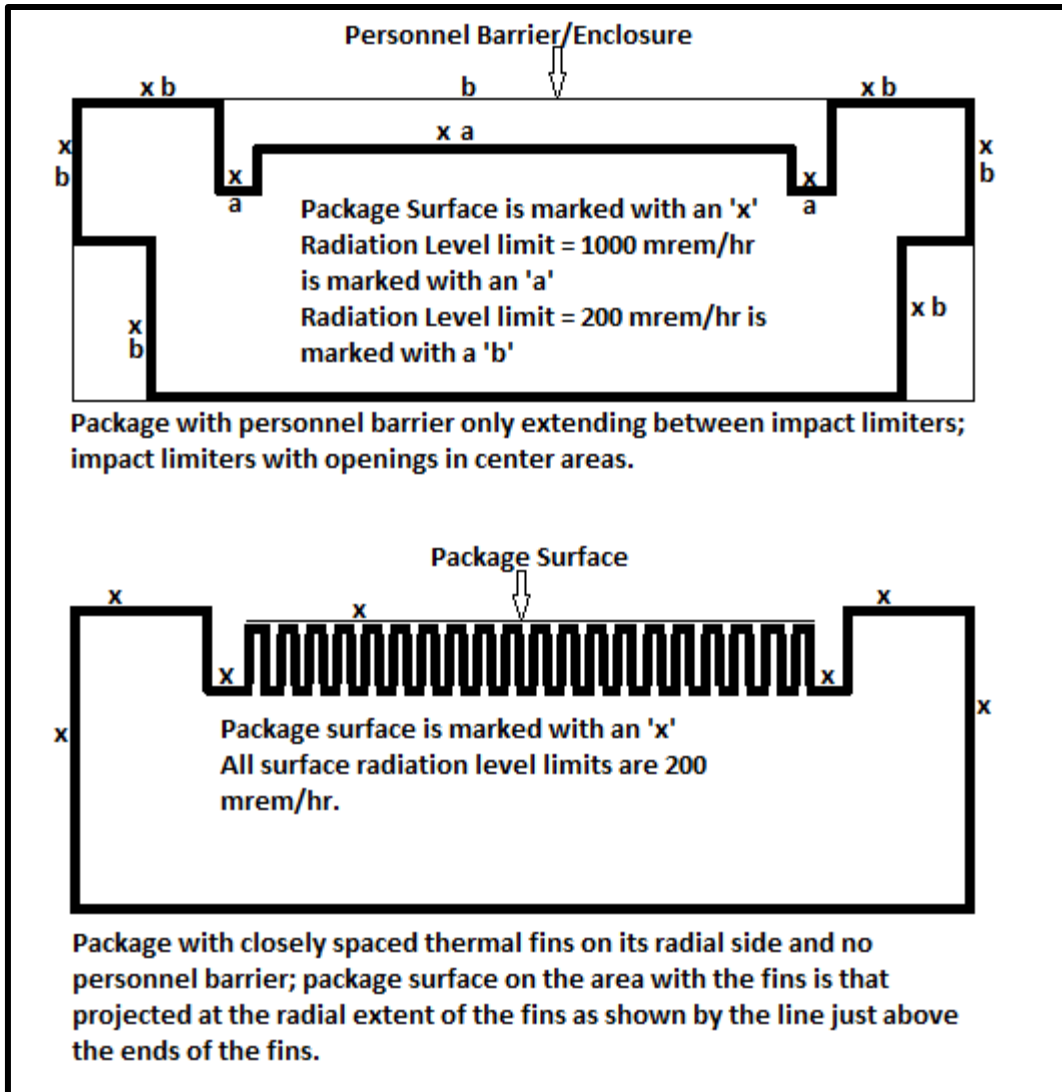 Personnel Barrier/Enclosure
x b
b
x b
x a
x
b
x
b
x
a
x
a
Package Surface is marked with an 'x'
Radiation Level limit = 1000 mrem/hr
is marked with an 'a'
Radiation Level limit = 200 mrem/hr is
marked with a 'b'
x
b
x b
Package with personnel barrier only extending between impact limiters;
impact limiters with openings in center areas.
Package Surface
x
x
x
x
x
x
x
Package surface is marked with an 'x'
All surface radiation level limits are 200
mrem/hr.
Package with closely spaced thermal fins on its radial side and no
personnel barrier; package surface on the area with the fins is that
projected at the radial extent of the fins as shown by the line just above
the ends of the fins.